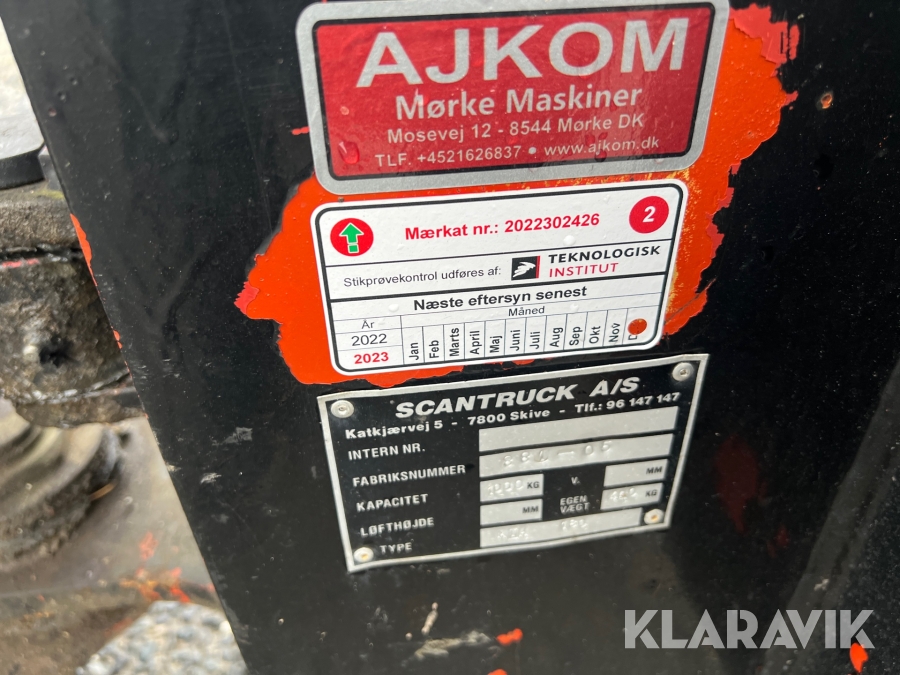 AJKOM
Mørke Maskiner
Mosevej 12 - 8544 Mørke DK
TLF. +4521626837 • www.ajkom.dk
Mærkat nr.: 2022302426
2
Stikprøvekontrol udføres af: TEKNOLOGISK INSTITUT
Næste eftersyn senest
År Måned
2022
2023
Jan Feb Marts April Maj Juni Juli Aug Sep Okt Nov D
SCANTRUCK A/S
Katkjærvej 5 - 7800 Skive - Tlf.: 96 147 147
INTERN NR.
FABRIKSNUMMER
KAPACITET KG V. MM
LØFTHØJDE MM EGEN VÆGT KG
TYPE
KLARAVIK